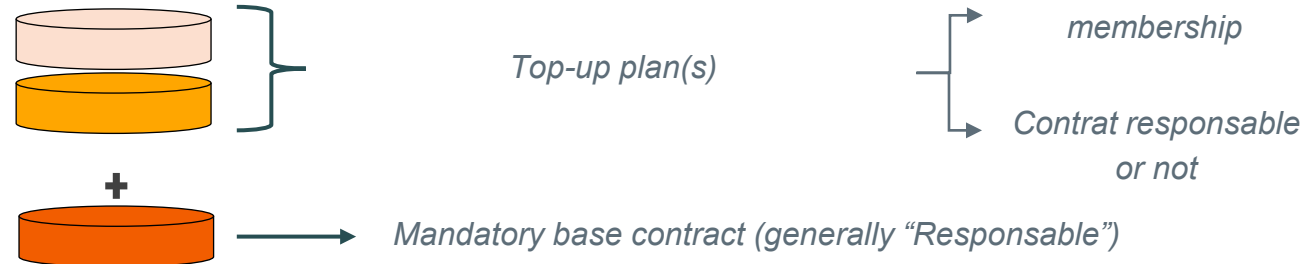 membership
Top-up plan(s)
Contrat responsable
or not
+
Mandatory base contract (generally “Responsable”)